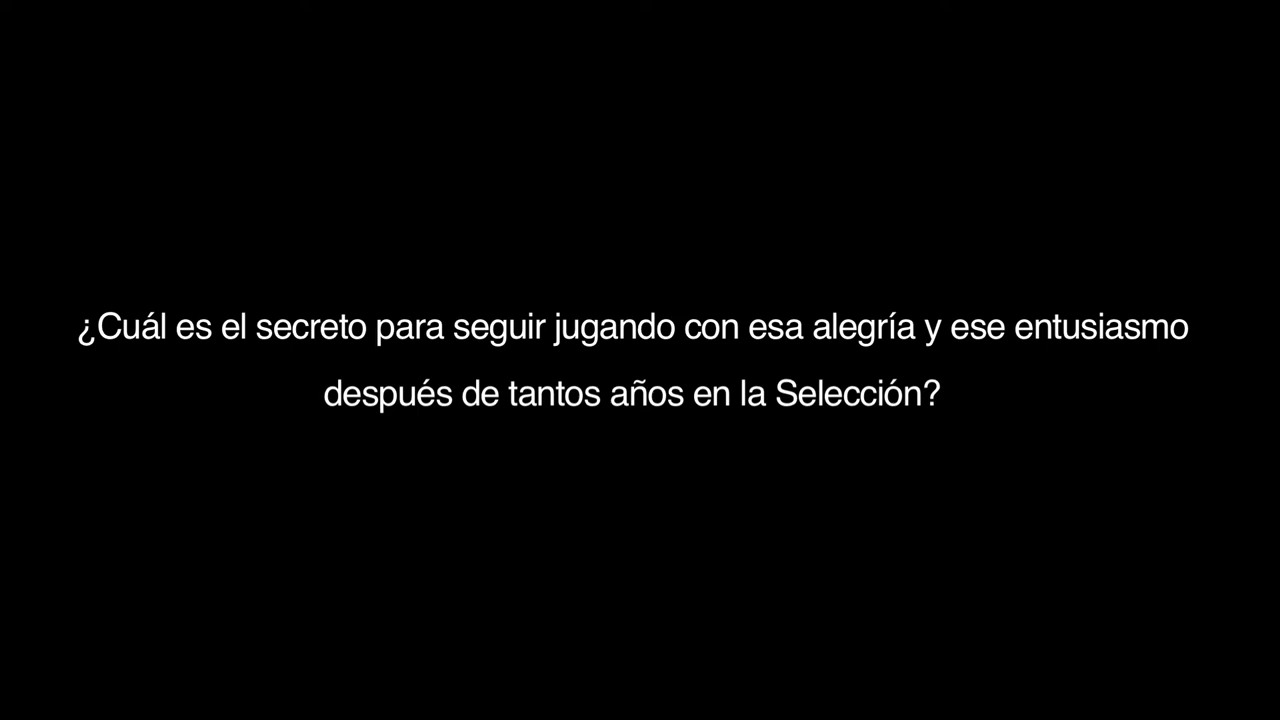 ¿Cuál es el secreto para seguir jugando con esa alegría y ese entusiasmo
después de tantos años en la Selección?